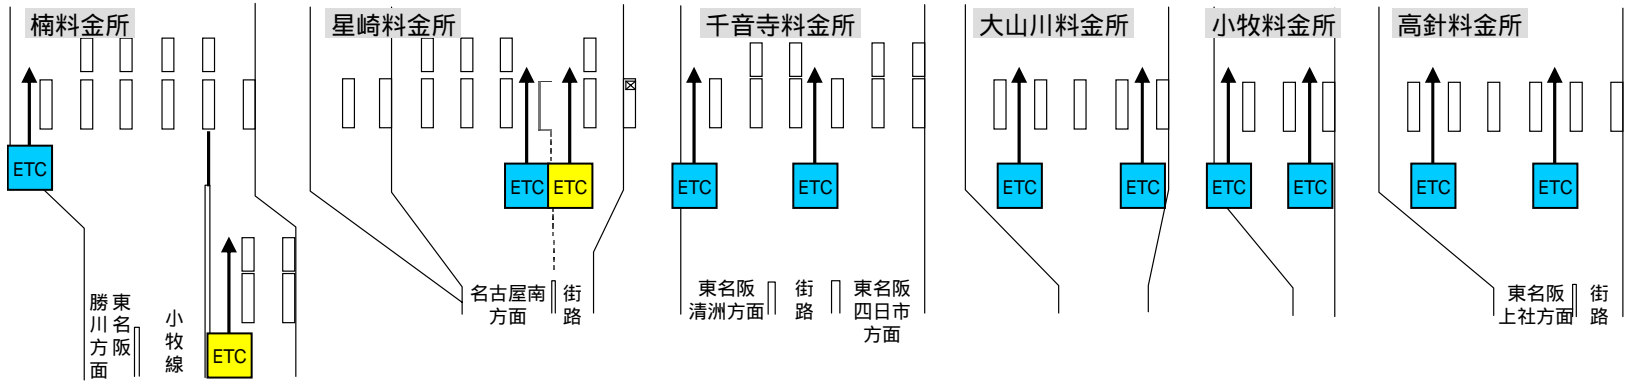 楠料金所
ETC
東名阪
勝川方面
小牧線
ETC
星崎料金所
ETC
ETC
名古屋南
方面
街路
千音寺料金所
ETC
ETC
東名阪
清洲方面
街路
東名阪
四日市
方面
大山川料金所
ETC
ETC
小牧料金所
ETC
ETC
高針料金所
ETC
ETC
東名阪
上社方面
街路